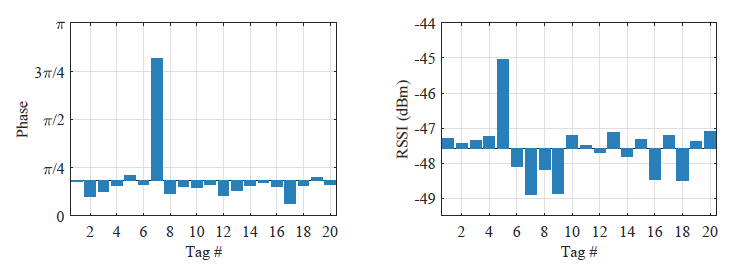 π
3π/4
π/2
π/4
0
Phase
2 4 6 8 10 12 14 16 18 20
Tag #
-44
-45
-46
-47
-48
-49
RSSI (dBm)
2 4 6 8 10 12 14 16 18 20
Tag #